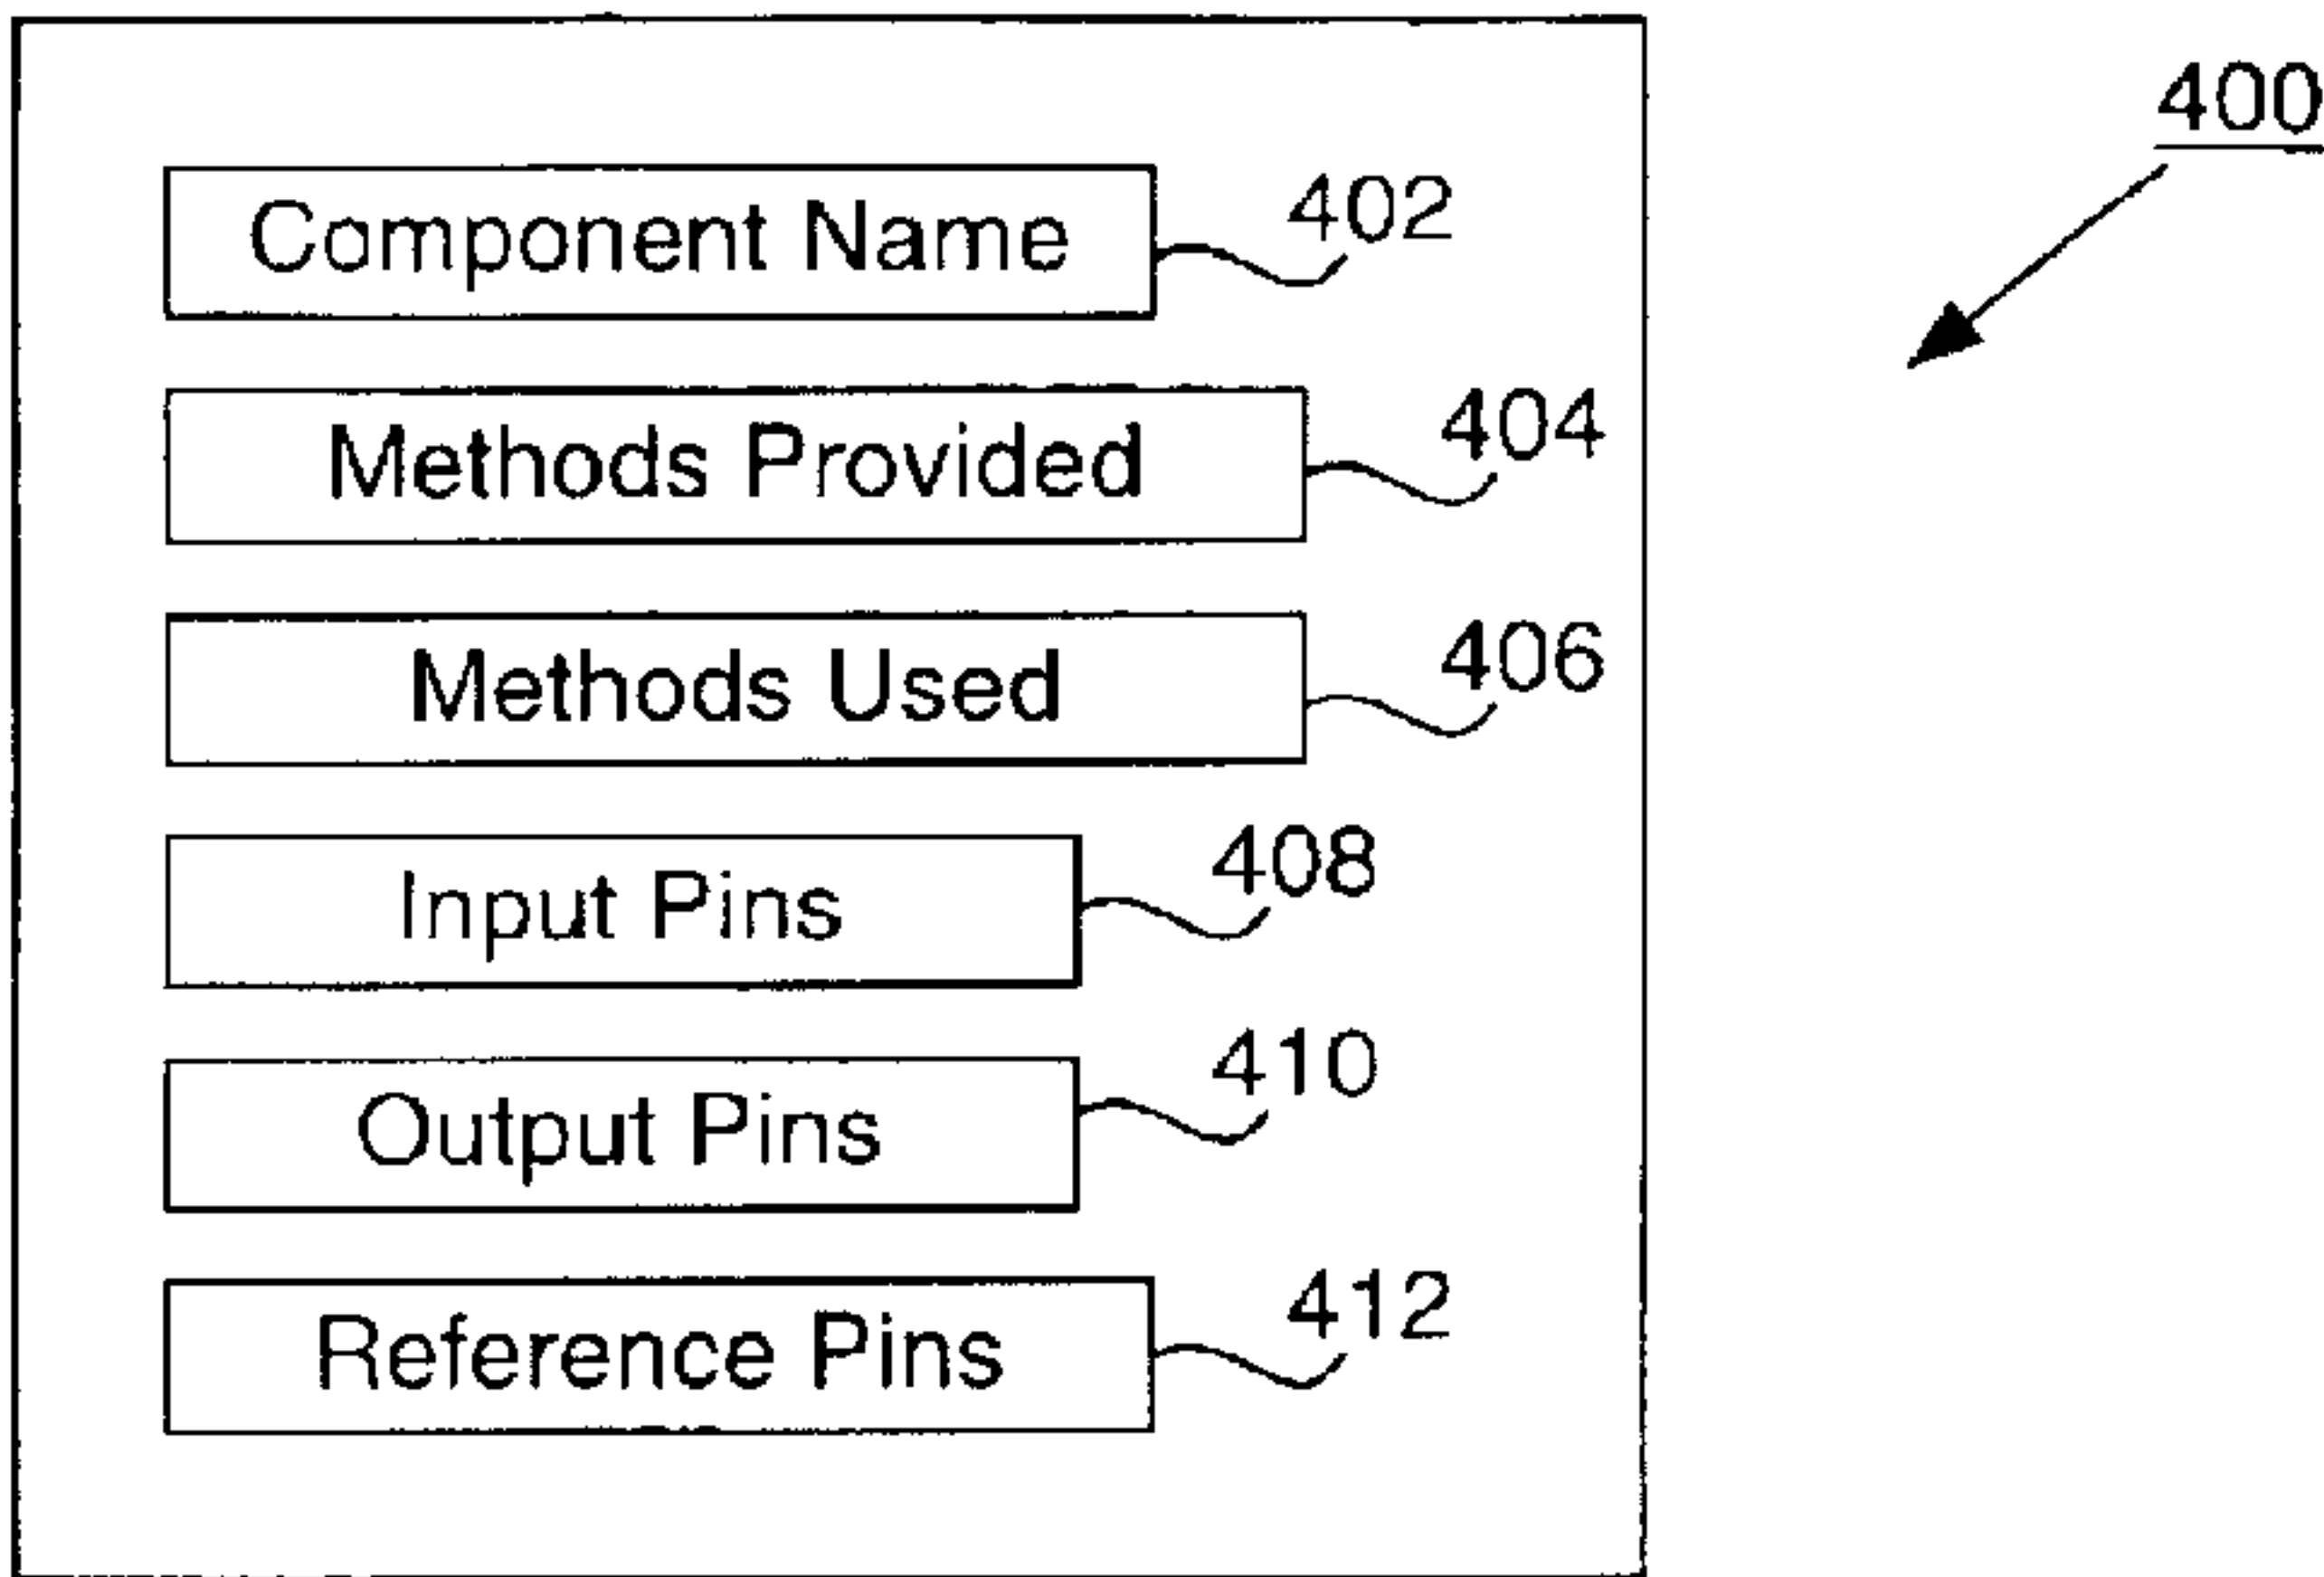 400
Component Name 402
Methods Provided 404
Methods Used 406
Input Pins 408
Output Pins 410
Reference Pins 412